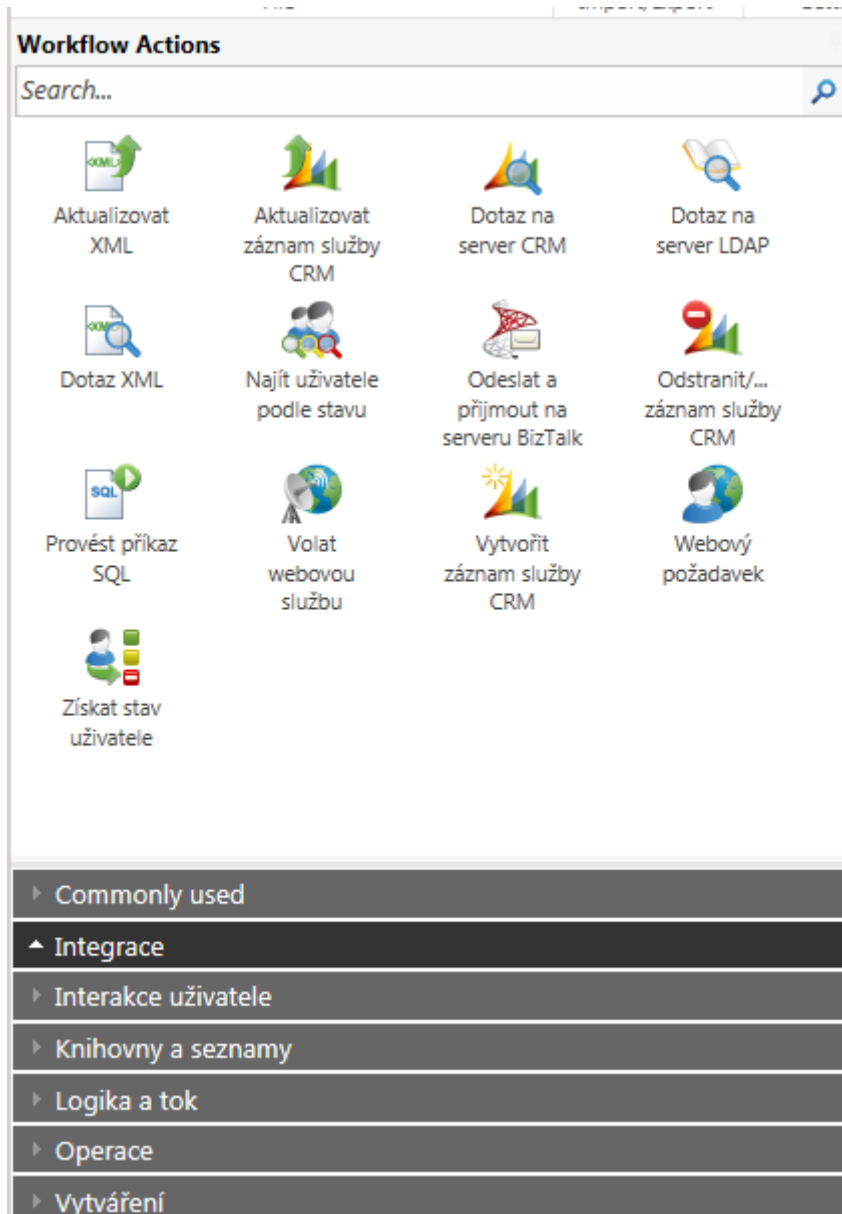 Workflow Actions
Search...
Aktualizovat
XML
Aktualizovat
záznam služby
CRM
Dotaz na
server CRM
Dotaz na
server LDAP
Dotaz XML
Najít uživatele
podle stavu
Odeslat a
přijmout na
serveru BizTalk
Odstranit/...
záznam služby
CRM
Provést příkaz
SQL
Volat
webovou
službu
Vytvořit
záznam služby
CRM
Webový
požadavek
Získat stav
uživatele
Commonly used
Integrace
Interakce uživatele
Knihovny a seznamy
Logika a tok
Operace
Vytváření